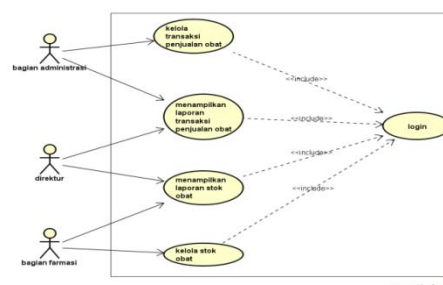 kelola
transaksi
penjualan obat
bagian administrasi
<<include>>
menampilkan
laporan
transaksi
penjualan obat
<<include>>
login
direktur
menampilkan
laporan stok
obat
<<include>>
<<include>>
bagian farmasi
kelola stok
obat